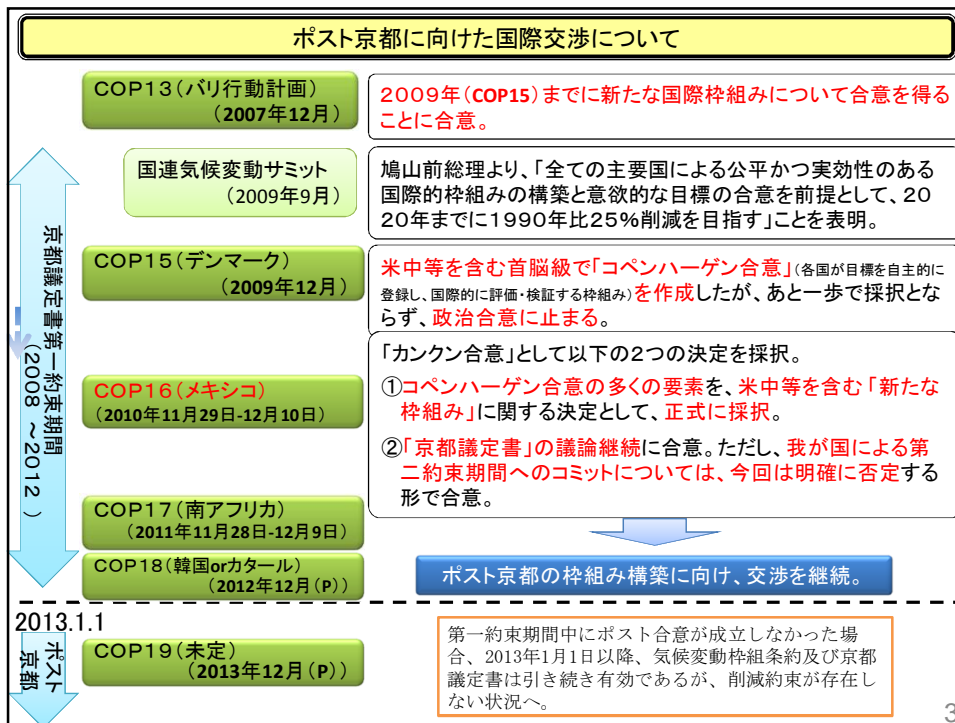 ポスト京都に向けた国際交渉について
COP13(バリ行動計画)
(2007年12月)
2009年(COP15)までに新たな国際枠組みについて合意を得る
ことに合意。
国連気候変動サミット
(2009年9月)
鳩山前総理より、「全ての主要国による公平かつ実効性のある
国際的枠組みの構築と意欲的な目標の合意を前提として、20
20年までに1990年比25%削減を目指す」ことを表明。
京都議定書第一約束期間
(2008 ~2012 )
COP15(デンマーク)
(2009年12月)
米中等を含む首脳級で「コペンハーゲン合意」(各国が目標を自主的に
登録し、国際的に評価・検証する枠組み)を作成したが、あと一歩で採択とな
らず、政治合意に止まる。
COP16(メキシコ)
(2010年11月29日-12月10日)
「カンクン合意」として以下の2つの決定を採択。
①コペンハーゲン合意の多くの要素を、米中等を含む「新たな
枠組み」に関する決定として、正式に採択。
②「京都議定書」の議論継続に合意。ただし、我が国による第
二約束期間へのコミットについては、今回は明確に否定する
形で合意。
COP17(南アフリカ)
(2011年11月28日-12月9日)
COP18(韓国orカタール)
(2012年12月(P))
ポスト京都の枠組み構築に向け、交渉を継続。
2013.1.1
ポスト
京都
COP19(未定)
(2013年12月(P))
第一約束期間中にポスト合意が成立しなかった場
合、2013年1月1日以降、気候変動枠組条約及び京都
議定書は引き続き有効であるが、削減約束が存在し
ない状況へ。
3